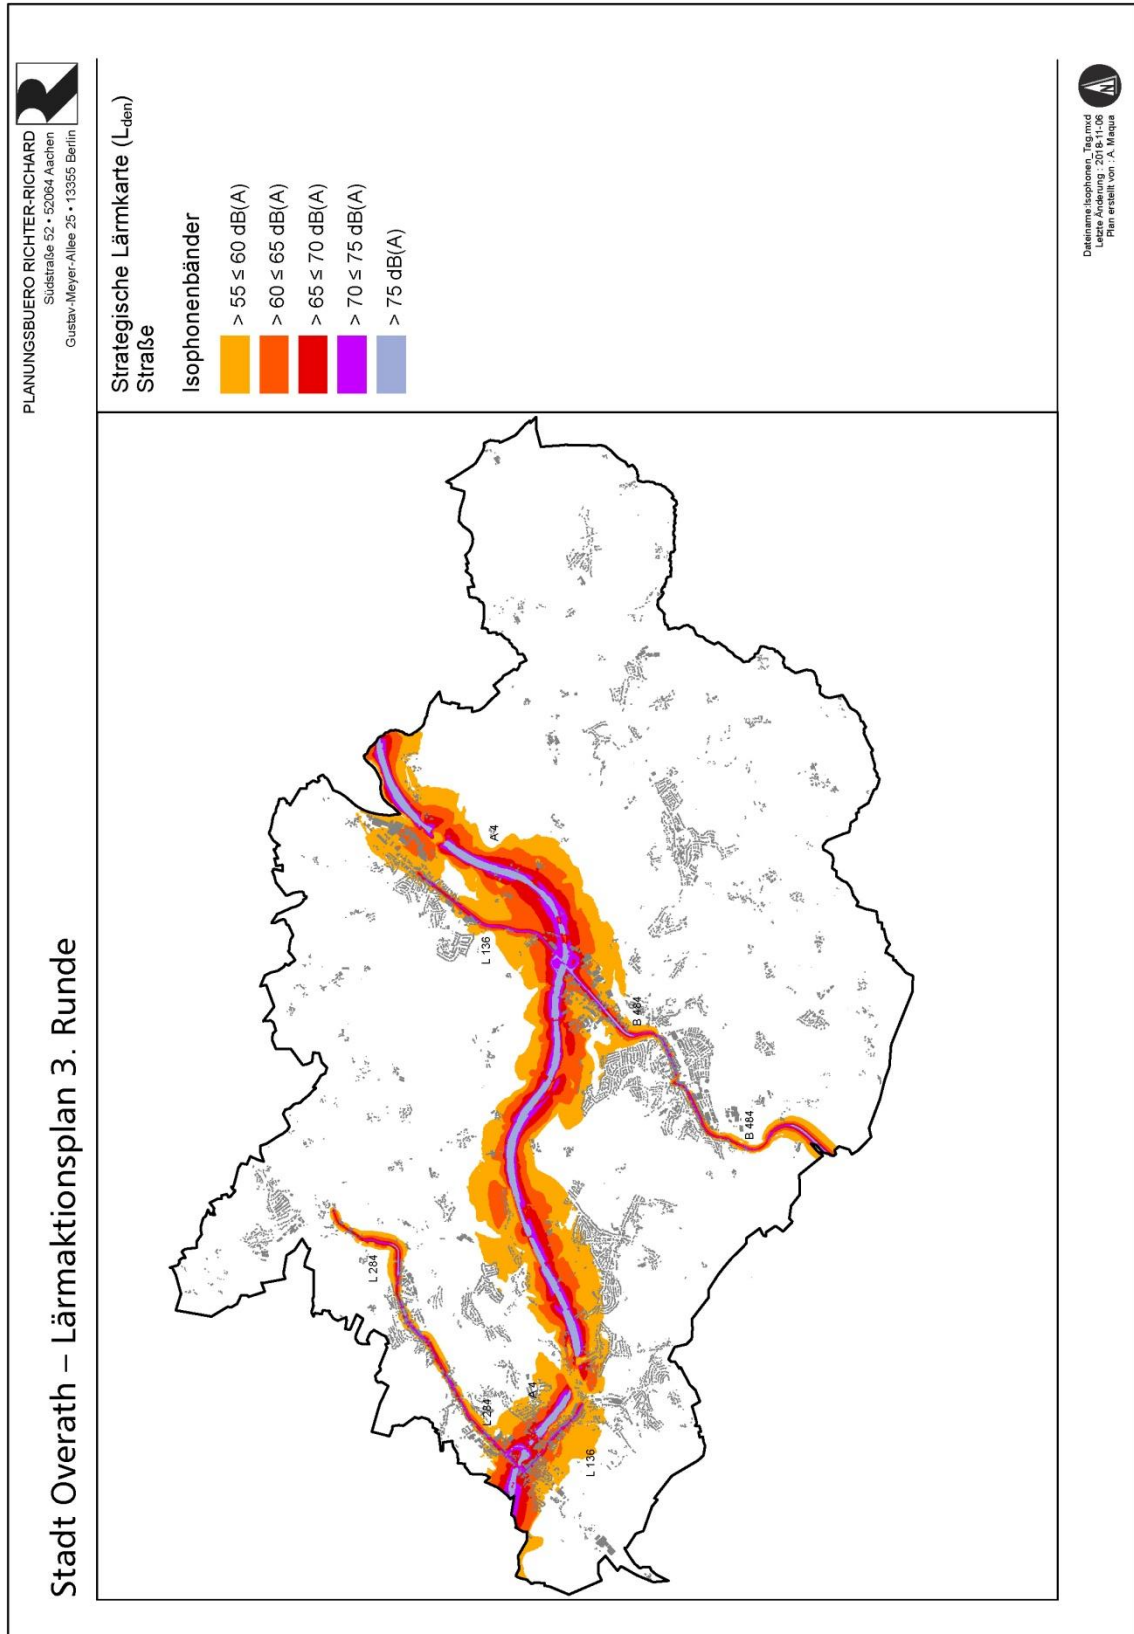 Stadt Overath – Lärmaktionsplan 3. Runde
PLANUNGSBUERO RICHTER-RICHARD
Südstraße 52 • 52064 Aachen
Gustav-Meyer-Allee 25 • 13355 Berlin
Strategische Lärmkarte (Lden)
Straße
Isophonenbänder
> 55 ≤ 60 dB(A)
> 60 ≤ 65 dB(A)
> 65 ≤ 70 dB(A)
> 70 ≤ 75 dB(A)
> 75 dB(A)
L 284
L 284
A 4
L 136
L 136
A 4
B 484
B 484
N
Dateiname:Isophonen_Tag.mxd
Letzte Änderung : 2018-11-06
Plan erstellt von : A. Maqua